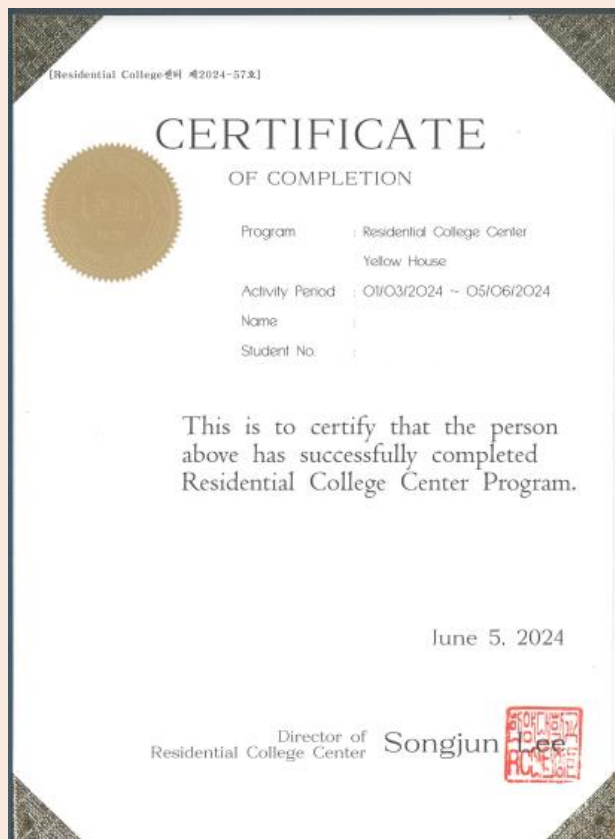 [Residential College센터 제2024-57호]
CERTIFICATE
OF COMPLETION
Program : Residential College Center
Yellow House
Activity Period : 01/03/2024 ~ 05/06/2024
Name :
Student No. :
This is to certify that the person
above has successfully completed
Residential College Center Program.
June 5, 2024
Director of
Residential College Center Songjun Lee